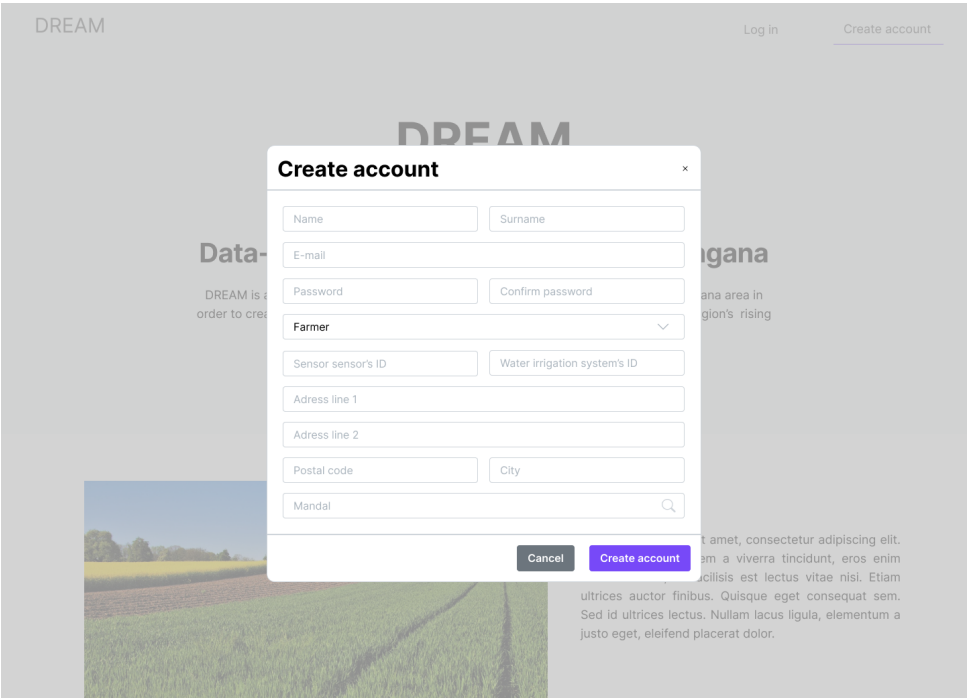 DREAM
Log in
Create account
DREAM
Create account
×
Name
Surname
E-mail
Data-
ngana
Password
Confirm password
DREAM is
ana area in
order to
gion's rising
Farmer
Sensor sensor's ID
Water irrigation system's ID
Adress line 1
Adress line 2
Postal code
City
Mandal
Cancel
Create account
amet, consectetur adipiscing elit.
a viverra tincidunt, eros enim
est lectus vitae nisi. Etiam
ultrices auctor finibus. Quisque eget consequat sem.
Sed id ultrices lectus. Nullam lacus ligula, elementum a
justo eget, eleifend placerat dolor.